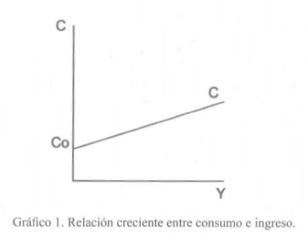 C
C
Co
Y
Gráfico 1. Relación creciente entre consumo e ingreso.